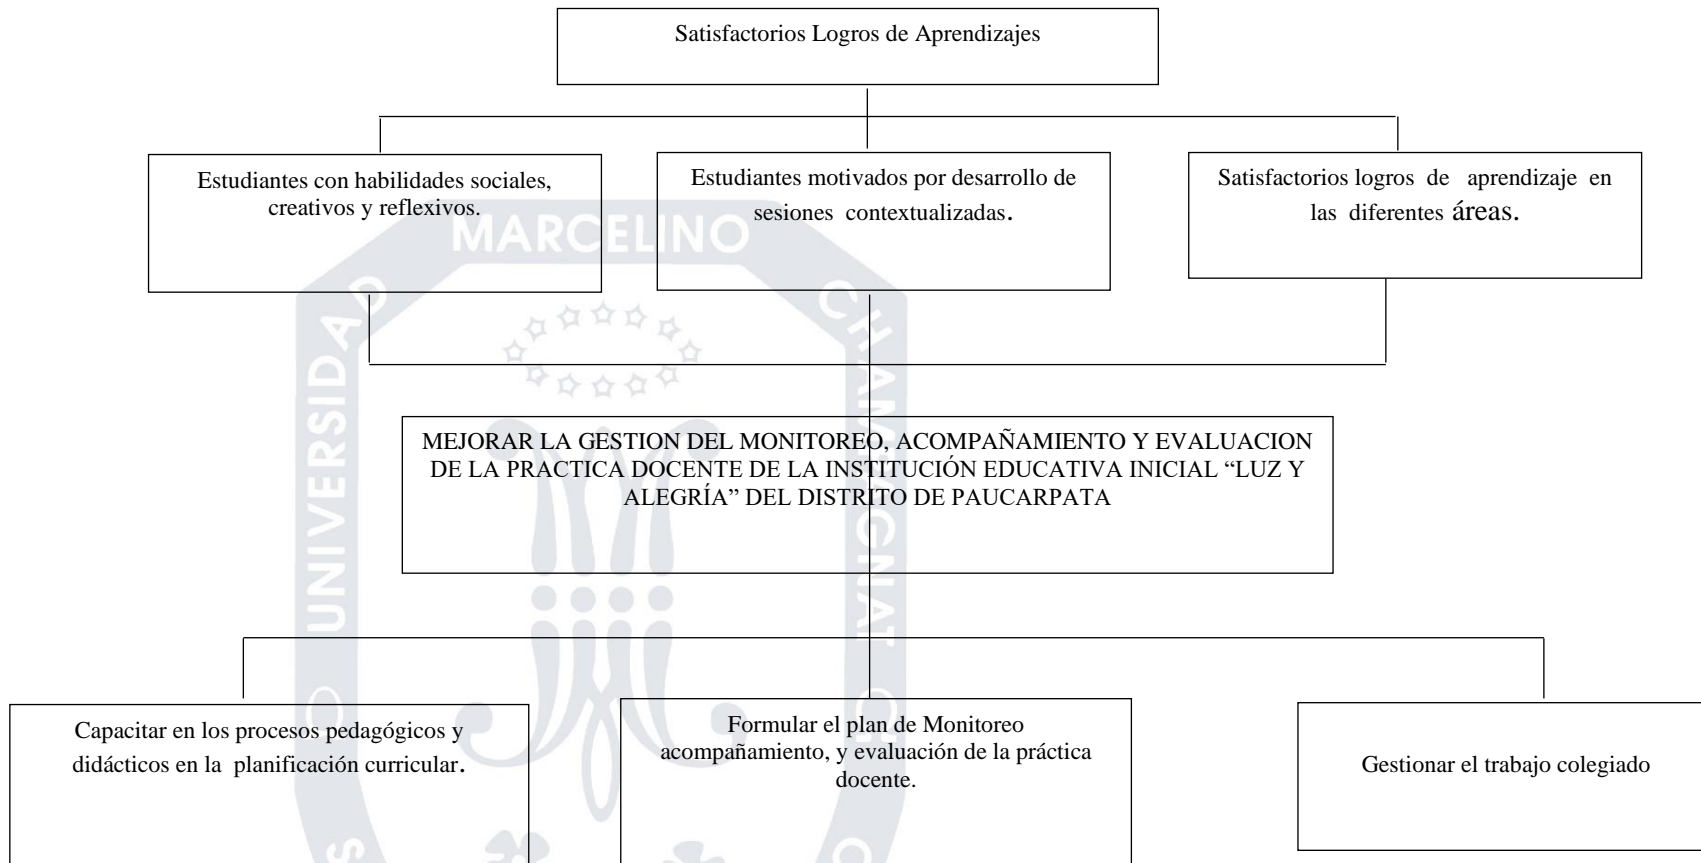 Satisfactorios Logros de Aprendizajes
Estudiantes con habilidades sociales,
creativos y reflexivos.
Estudiantes motivados por desarrollo de
sesiones contextualizadas.
Satisfactorios logros de aprendizaje en
las diferentes áreas.
MARCELINO
CHAMPAGNAT
UNIVERSIDAD
MEJORAR LA GESTION DEL MONITOREO, ACOMPAÑAMIENTO Y EVALUACION
DE LA PRACTICA DOCENTE DE LA INSTITUCIÓN EDUCATIVA INICIAL “LUZ Y
ALEGRÍA” DEL DISTRITO DE PAUCARPATA
Capacitar en los procesos pedagógicos y
didácticos en la planificación curricular.
Formular el plan de Monitoreo
acompañamiento, y evaluación de la práctica
docente.
Gestionar el trabajo colegiado